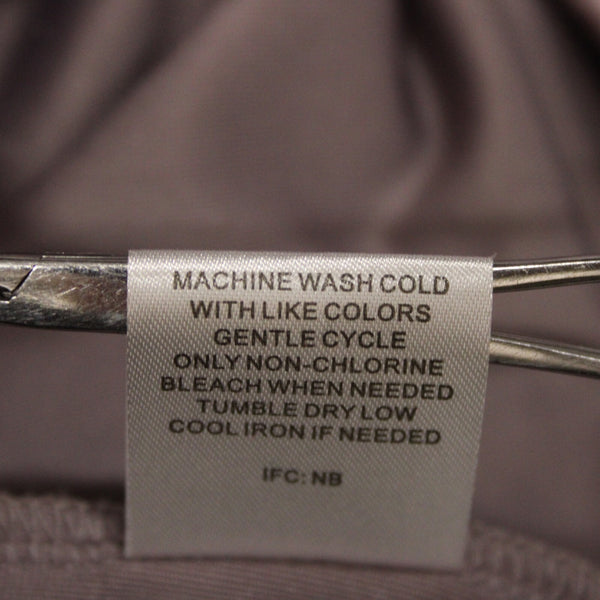 MACHINE WASH COLD
WITH LIKE COLORS
GENTLE CYCLE
ONLY NON-CHLORINE
BLEACH WHEN NEEDED
TUMBLE DRY LOW
COOL IRON IF NEEDED
IFC: NB